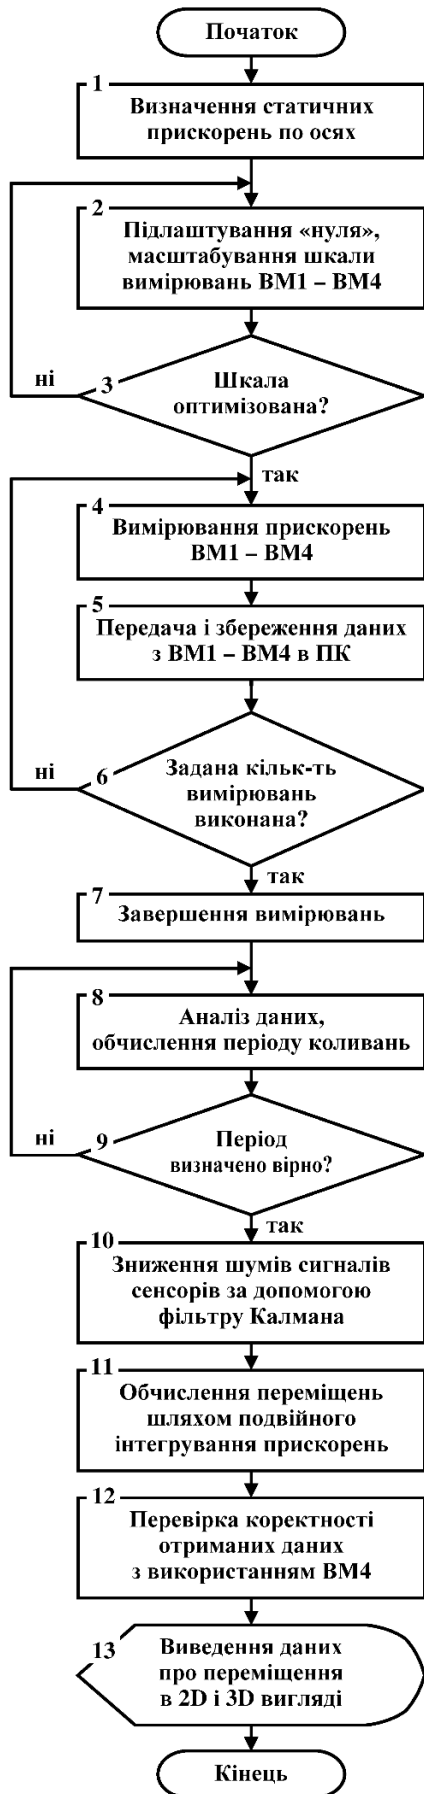 Початок
1
Визначення статичних
прискорень по осях
2
Підлаштування «нуля»,
масштабування шкали
вимірювань ВМ1 – ВМ4
ні
3
Шкала
оптимізована?
так
4
Вимірювання прискорень
ВМ1 – ВМ4
5
Передача і збереження даних
з ВМ1 – ВМ4 в ПК
ні
6
Задана кільк-ть
вимірювань
виконана?
так
7
Завершення вимірювань
8
Аналіз даних,
обчислення періоду коливань
ні
9
Період
визначено вірно?
так
10
Зниження шумів сигналів
сенсорів за допомогою
фільтру Калмана
11
Обчислення переміщень
шляхом подвійного
інтегрування прискорень
12
Перевірка коректності
отриманих даних
з використанням ВМ4
13
Виведення даних
про переміщення
в 2D і 3D вигляді
Кінець